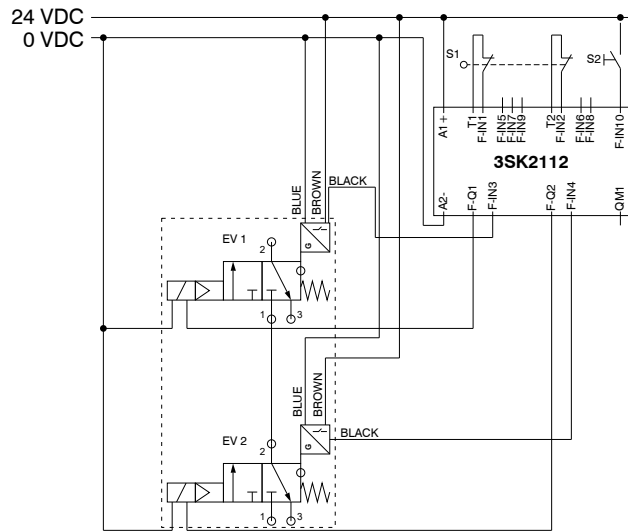 24 VDC
0 VDC
S1
S2
A1 +
T1
F-IN1
F-IN5
F-IN7
F-IN9
T2
F-IN2
F-IN6
F-IN8
F-IN10
3SK2112
A2-
F-Q1
F-IN3
F-Q2
F-IN4
QM1
BLUE
BROWN
BLACK
EV 1
2
G
1
3
BLUE
BROWN
BLACK
EV 2
2
G
1
3